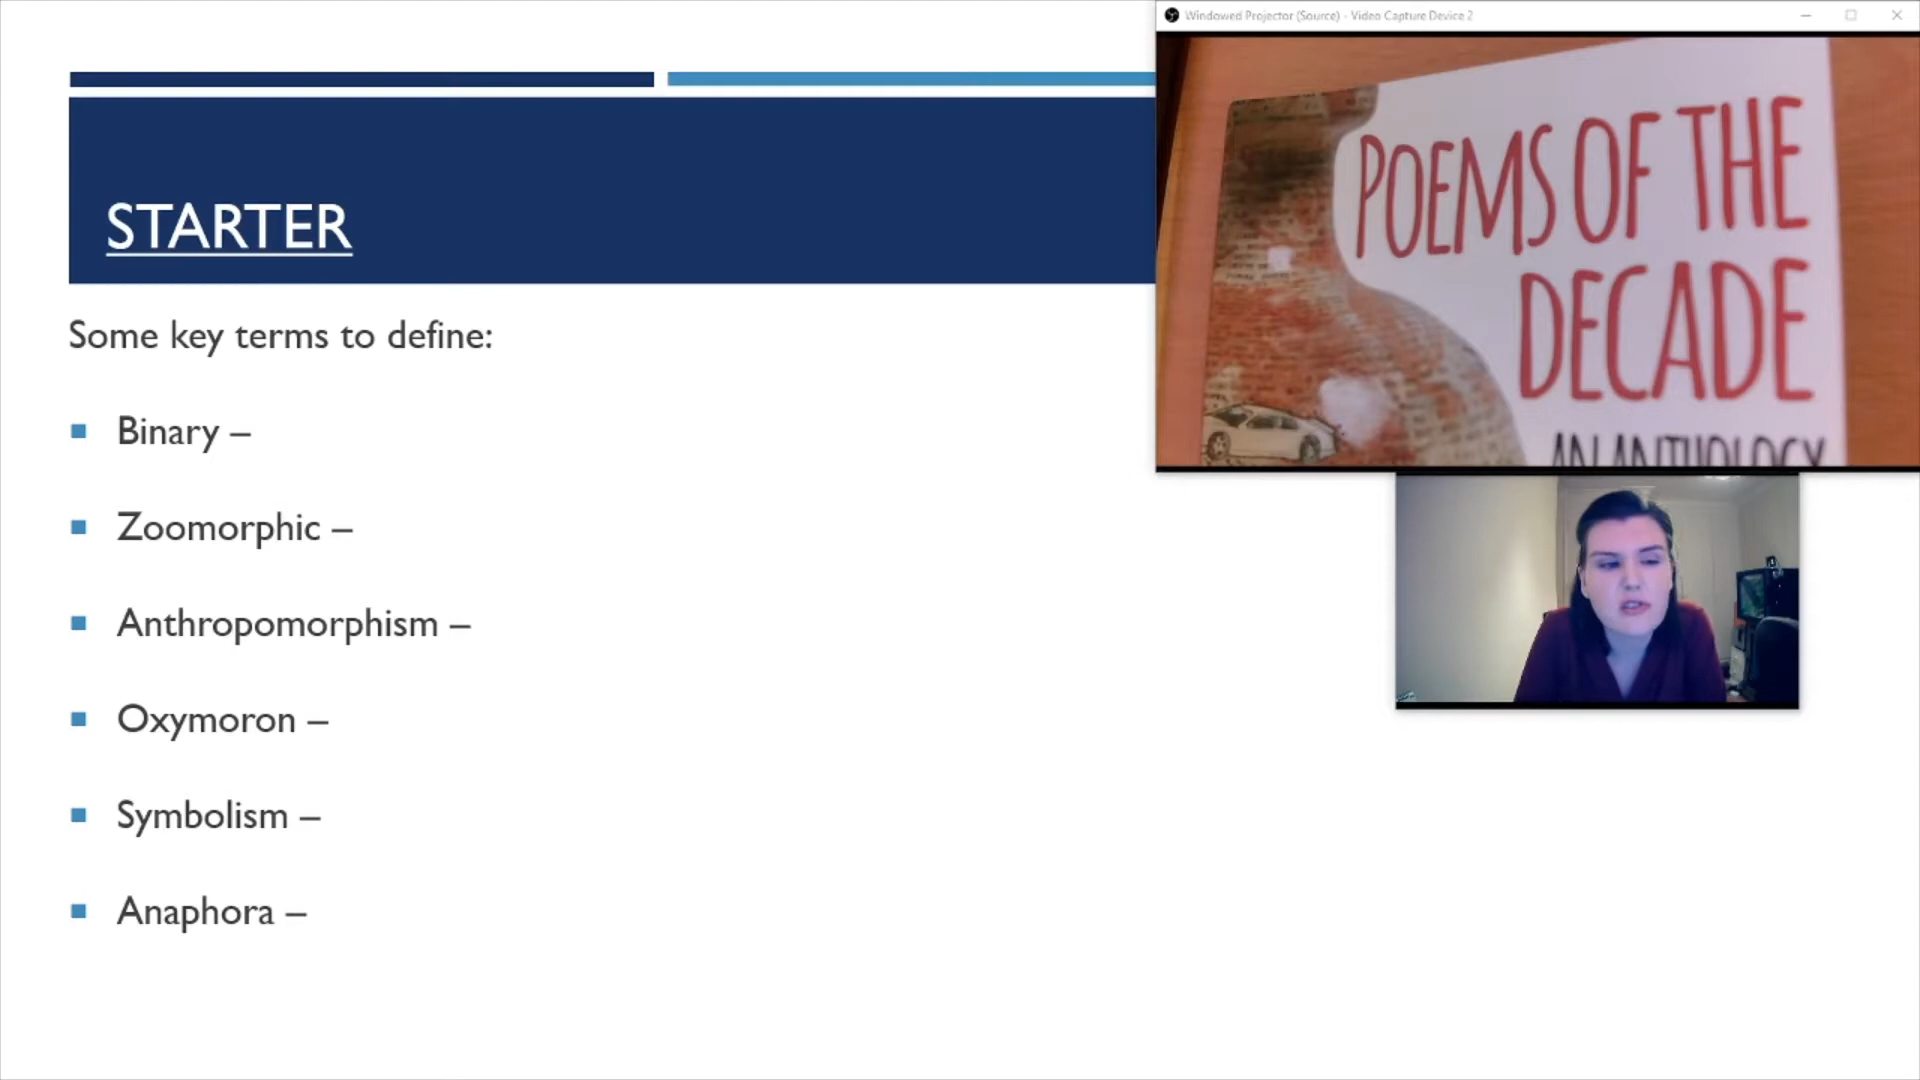 Windowed Projector (Source) - Video Capture Device 2
STARTER
Some key terms to define:
Binary –
Zoomorphic –
Anthropomorphism –
Oxymoron –
Symbolism –
Anaphora –
POEMS OF THE
DECADE
AN ANTHOLOGY